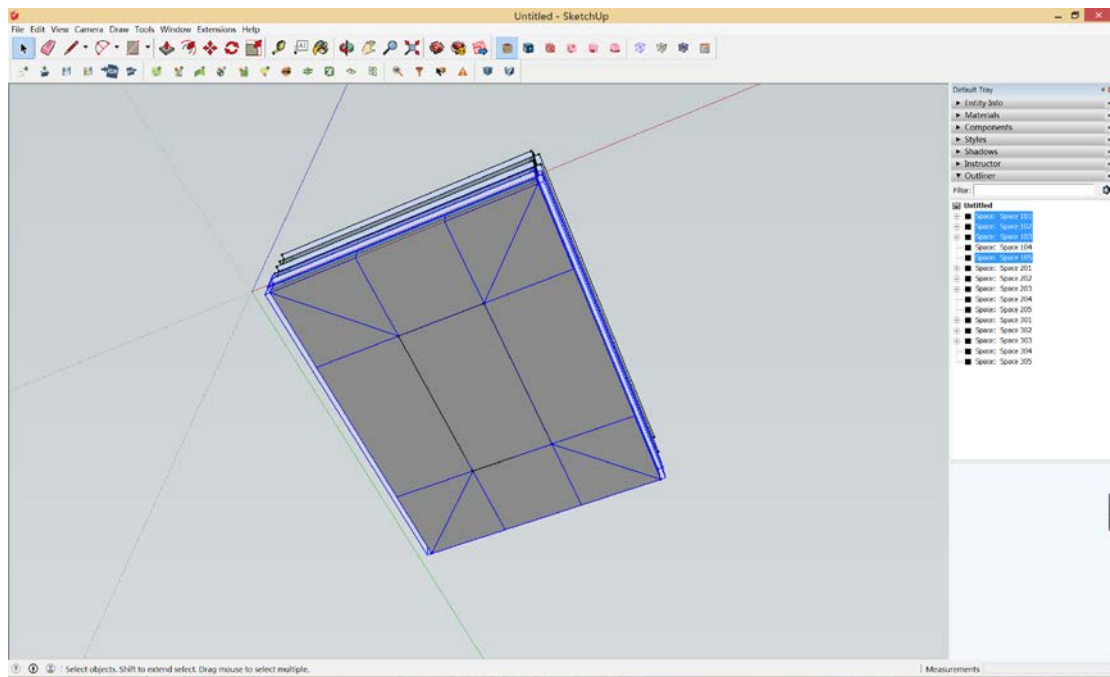 Untitled - SketchUp
File Edit View Camera Draw Tools Window Extensions Help
Default Tray
Entity Info
Materials
Components
Styles
Shadows
Instructor
Outliner
Filter:
Untitled
Space: Space 101
Space: Space 102
Space: Space 103
Space: Space 104
Space: Space 105
Space: Space 201
Space: Space 202
Space: Space 203
Space: Space 204
Space: Space 205
Space: Space 301
Space: Space 302
Space: Space 303
Space: Space 304
Space: Space 305
Select objects. Shift to extend select. Drag mouse to select multiple.
Measurements